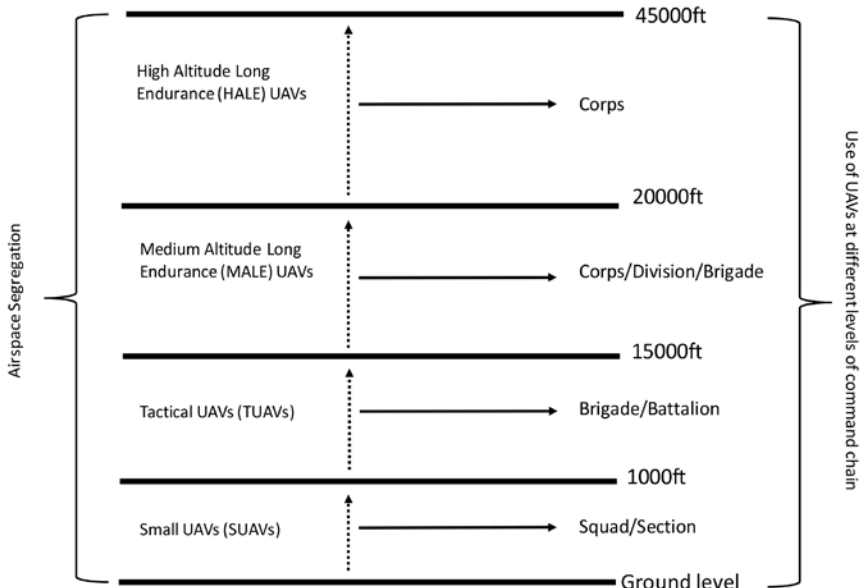 45000ft
High Altitude Long
Endurance (HALE) UAVs
Corps
20000ft
Medium Altitude Long
Endurance (MALE) UAVs
Corps/Division/Brigade
15000ft
Tactical UAVs (TUAVs)
Brigade/Battalion
1000ft
Small UAVs (SUAVs)
Squad/Section
Ground level
Airspace Segregation
Use of UAVs at different levels of command chain